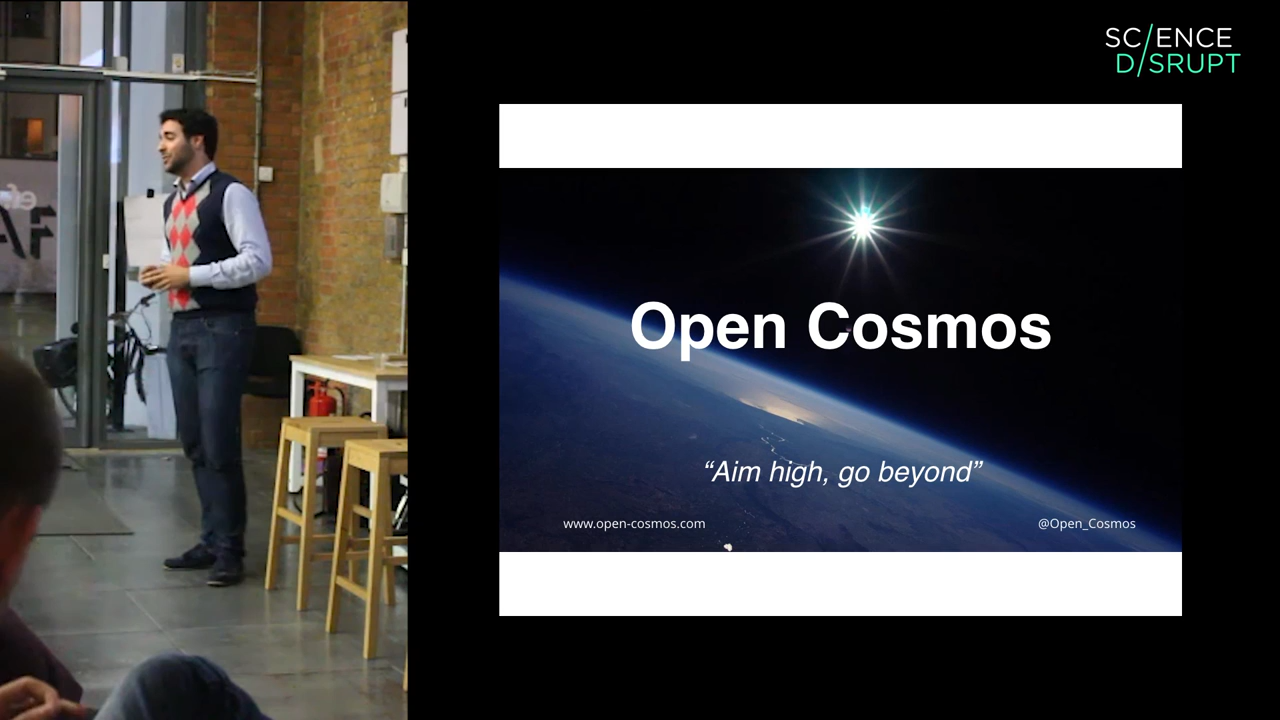 SC/ENCE
D/SRUPT
Open Cosmos
“Aim high, go beyond”
www.open-cosmos.com
@Open_Cosmos